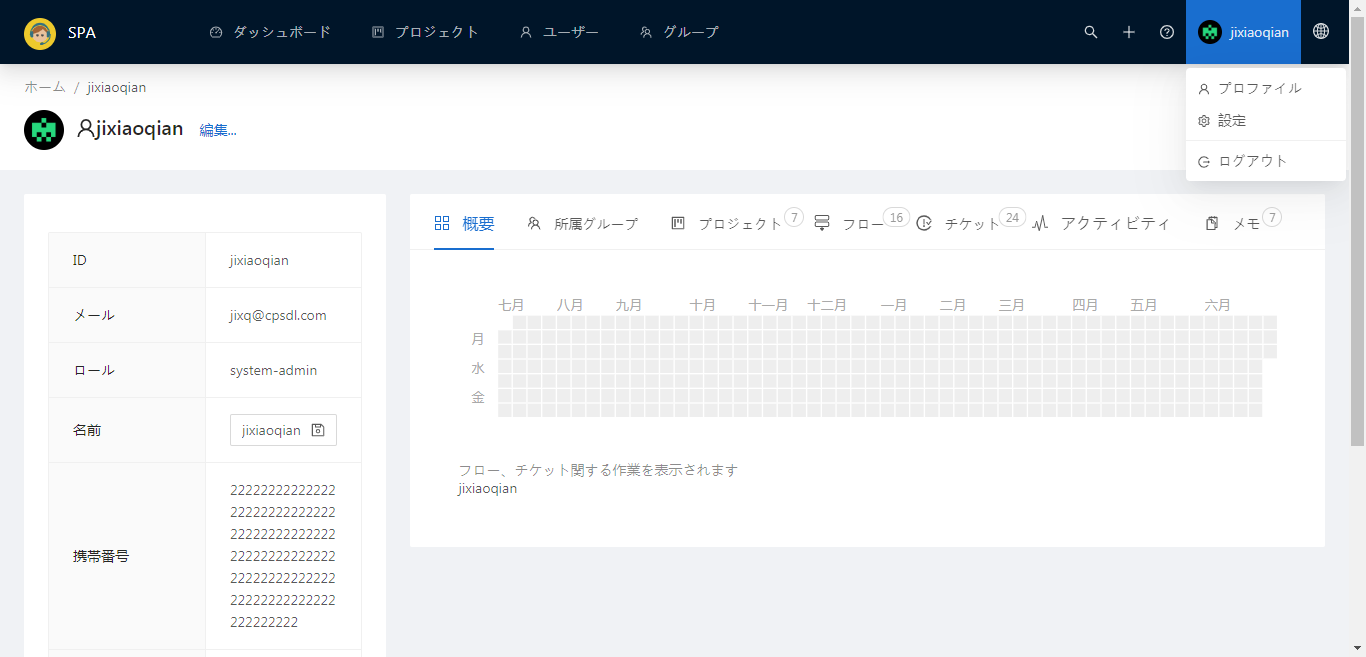 SPA
ダッシュボード
プロジェクト
ユーザー
グループ
jixiaoqian
プロファイル
設定
ログアウト
ホーム / jixiaoqian
jixiaoqian 編集...
ID jixiaoqian
メール jixq@cpsdl.com
ロール system-admin
名前 jixiaoqian
携帯番号
22222222222222
22222222222222
22222222222222
22222222222222
22222222222222
22222222222222
222222222
概要
所属グループ
プロジェクト 7
フロー 16
チケット 24
アクティビティ
メモ 7
七月 八月 九月 十月 十一月 十二月 一月 二月 三月 四月 五月 六月
月
水
金
フロー、チケット関する作業を表示されます
jixiaoqian